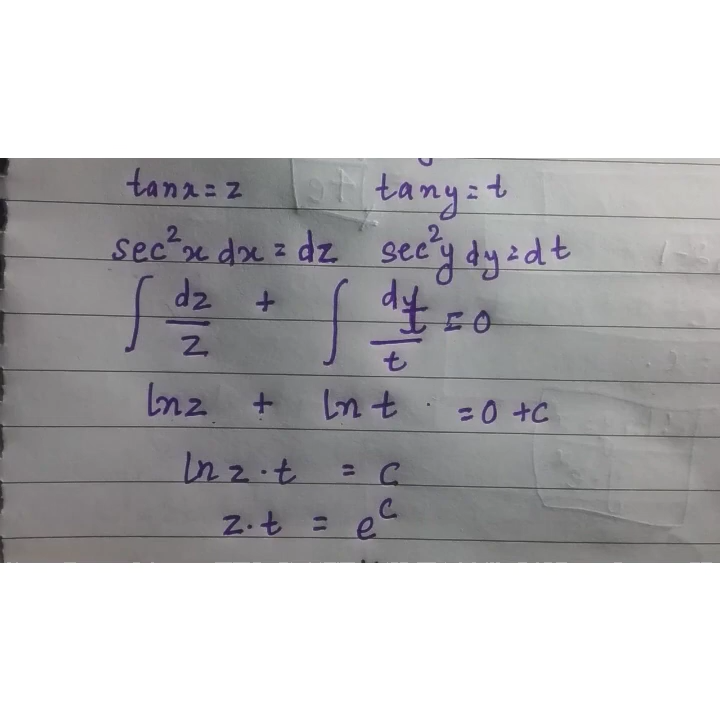 tanx = z tany = t
sec²x dx = dz sec²y dy = dt
∫ dz/z + ∫ dt/t = 0
ln z + ln t = 0 + c
ln z·t = c
z·t = e^c